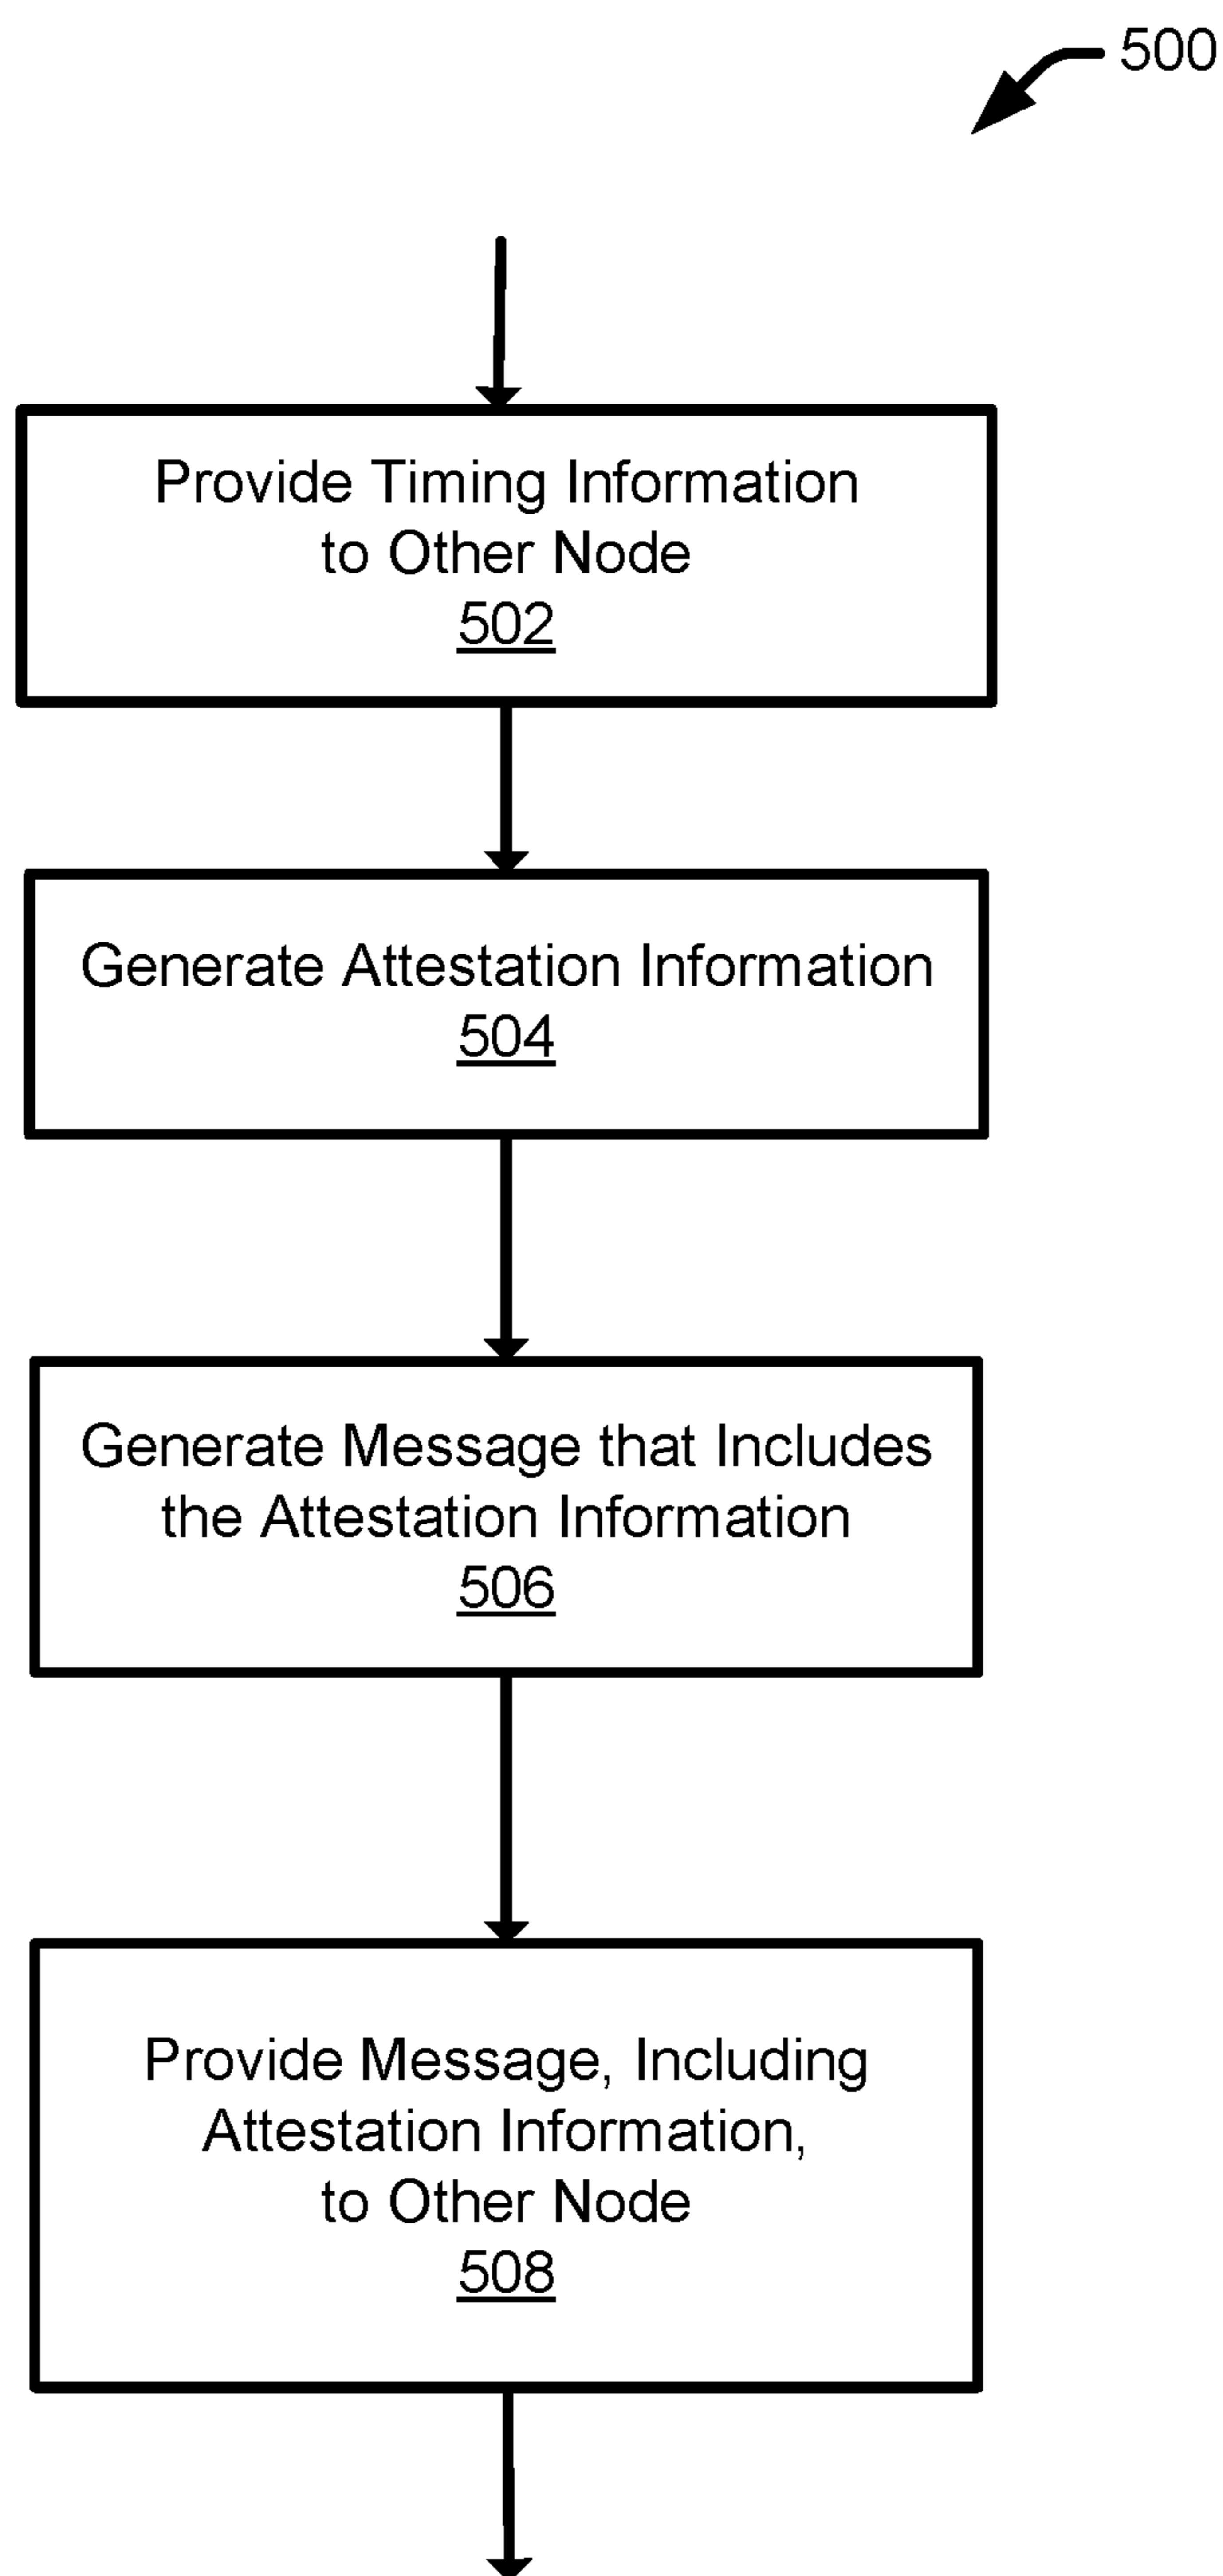 500
Provide Timing Information
to Other Node
502
Generate Attestation Information
504
Generate Message that Includes
the Attestation Information
506
Provide Message, Including
Attestation Information,
to Other Node
508